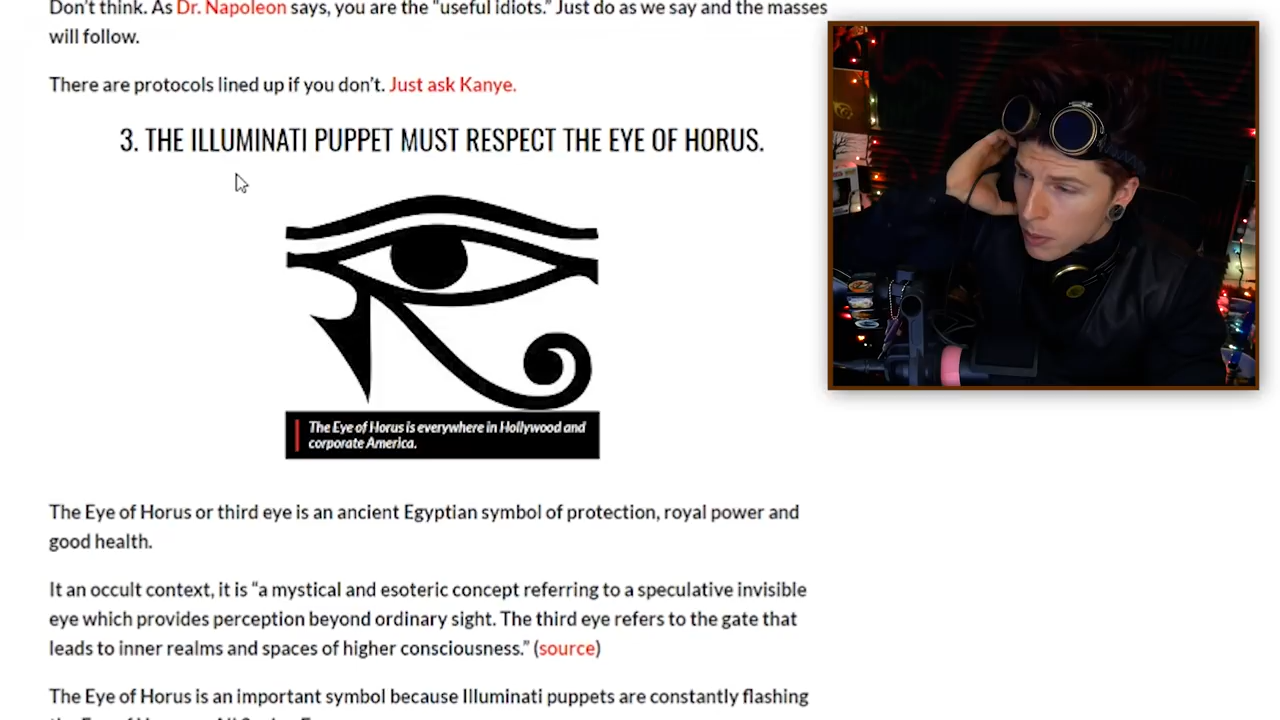 Don't think. As Dr. Napoleon says, you are the "useful idiots." Just do as we say and the masses
will follow.
There are protocols lined up if you don't. Just ask Kanye.
3. THE ILLUMINATI PUPPET MUST RESPECT THE EYE OF HORUS.
The Eye of Horus is everywhere in Hollywood and
corporate America.
The Eye of Horus or third eye is an ancient Egyptian symbol of protection, royal power and
good health.
It an occult context, it is “a mystical and esoteric concept referring to a speculative invisible
eye which provides perception beyond ordinary sight. The third eye refers to the gate that
leads to inner realms and spaces of higher consciousness.” (source)
The Eye of Horus is an important symbol because Illuminati puppets are constantly flashing